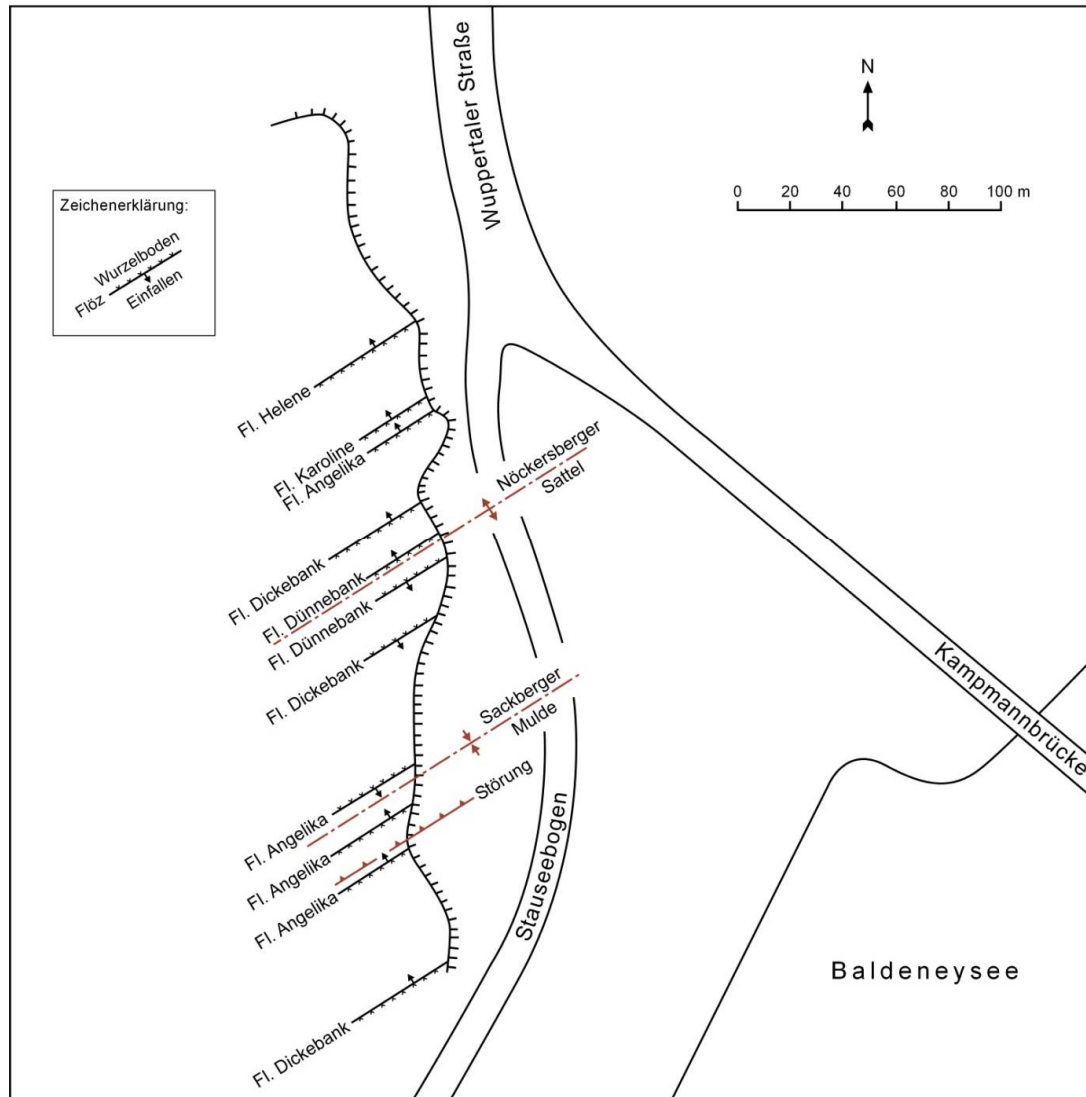 Wuppertaler Straße
N
0 20 40 60 80 100 m
Zeichenerklärung:
Wurzelboden
Flöz
Einfallen
Fl. Helene
Fl. Karoline
Fl. Angelika
Nöckersberger
Sattel
Fl. Dickebank
Fl. Dünnebank
Fl. Dünnebank
Fl. Dickebank
Kampmannbrücke
Sackberger
Mulde
Störung
Fl. Angelika
Fl. Angelika
Fl. Angelika
Stauseebogen
Baldeneysee
Fl. Dickebank